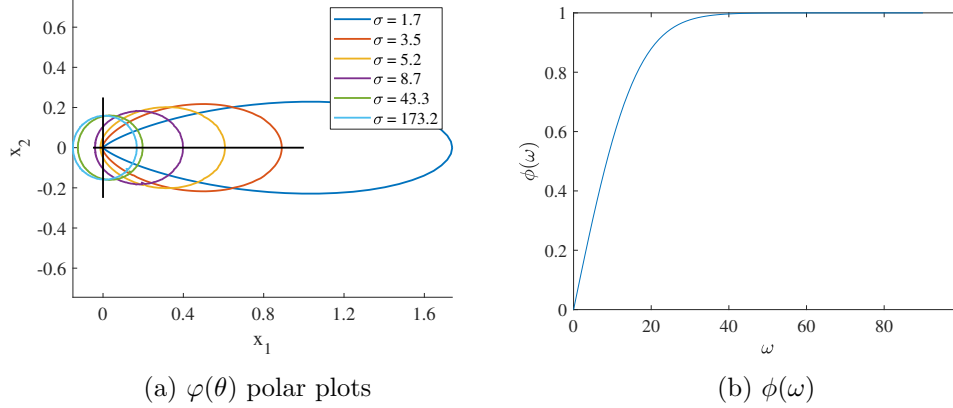 σ = 1.7
σ = 3.5
σ = 5.2
σ = 8.7
σ = 43.3
σ = 173.2
0.6
0.4
0.2
0
-0.2
-0.4
-0.6
x₂
0 0.4 0.8 1.2 1.6
x₁
(a) φ(θ) polar plots
1
0.8
0.6
0.4
0.2
0
ϕ(ω)
0 20 40 60 80
ω
(b) ϕ(ω)